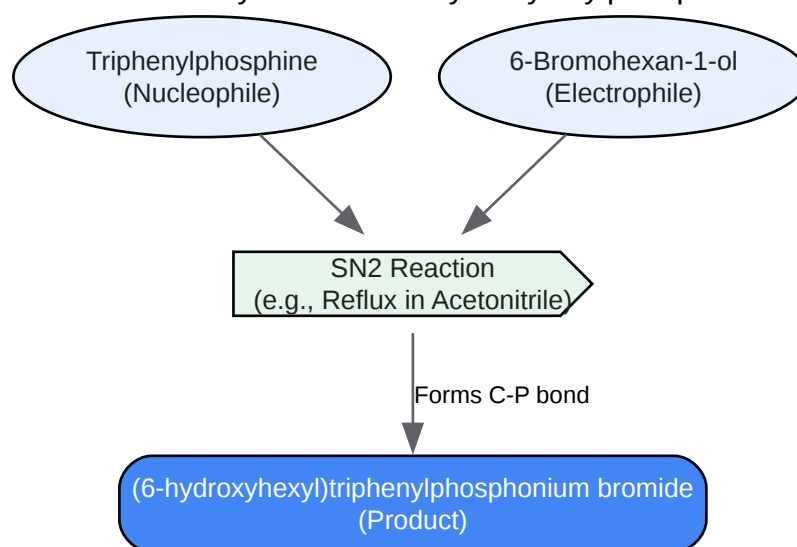 Triphenylphosphine
(Nucleophile)
6-Bromohexan-1-ol
(Electrophile)
SN2 Reaction
(e.g., Reflux in Acetonitrile)
Forms C-P bond
(6-hydroxyhexyl)triphenylphosphonium bromide
(Product)